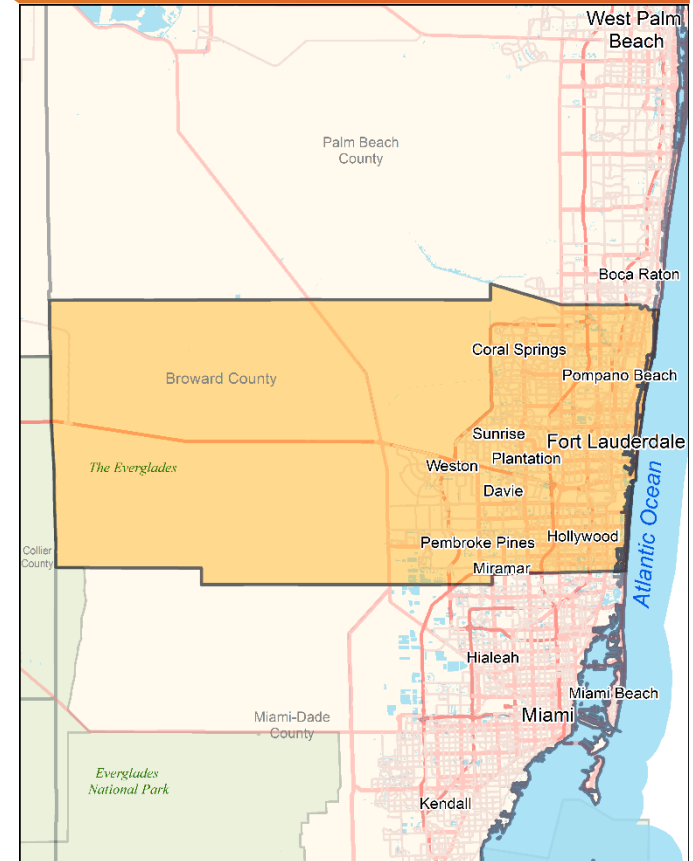 West Palm
Beach
Palm Beach
County
Boca Raton
Coral Springs
Broward County
Pompano Beach
Sunrise
Fort Lauderdale
Plantation
The Everglades
Weston
Davie
Atlantic Ocean
Hollywood
Pembroke Pines
Collier
County
Miramar
Hialeah
Miami Beach
Miami-Dade
County
Miami
Everglades
National Park
Kendall